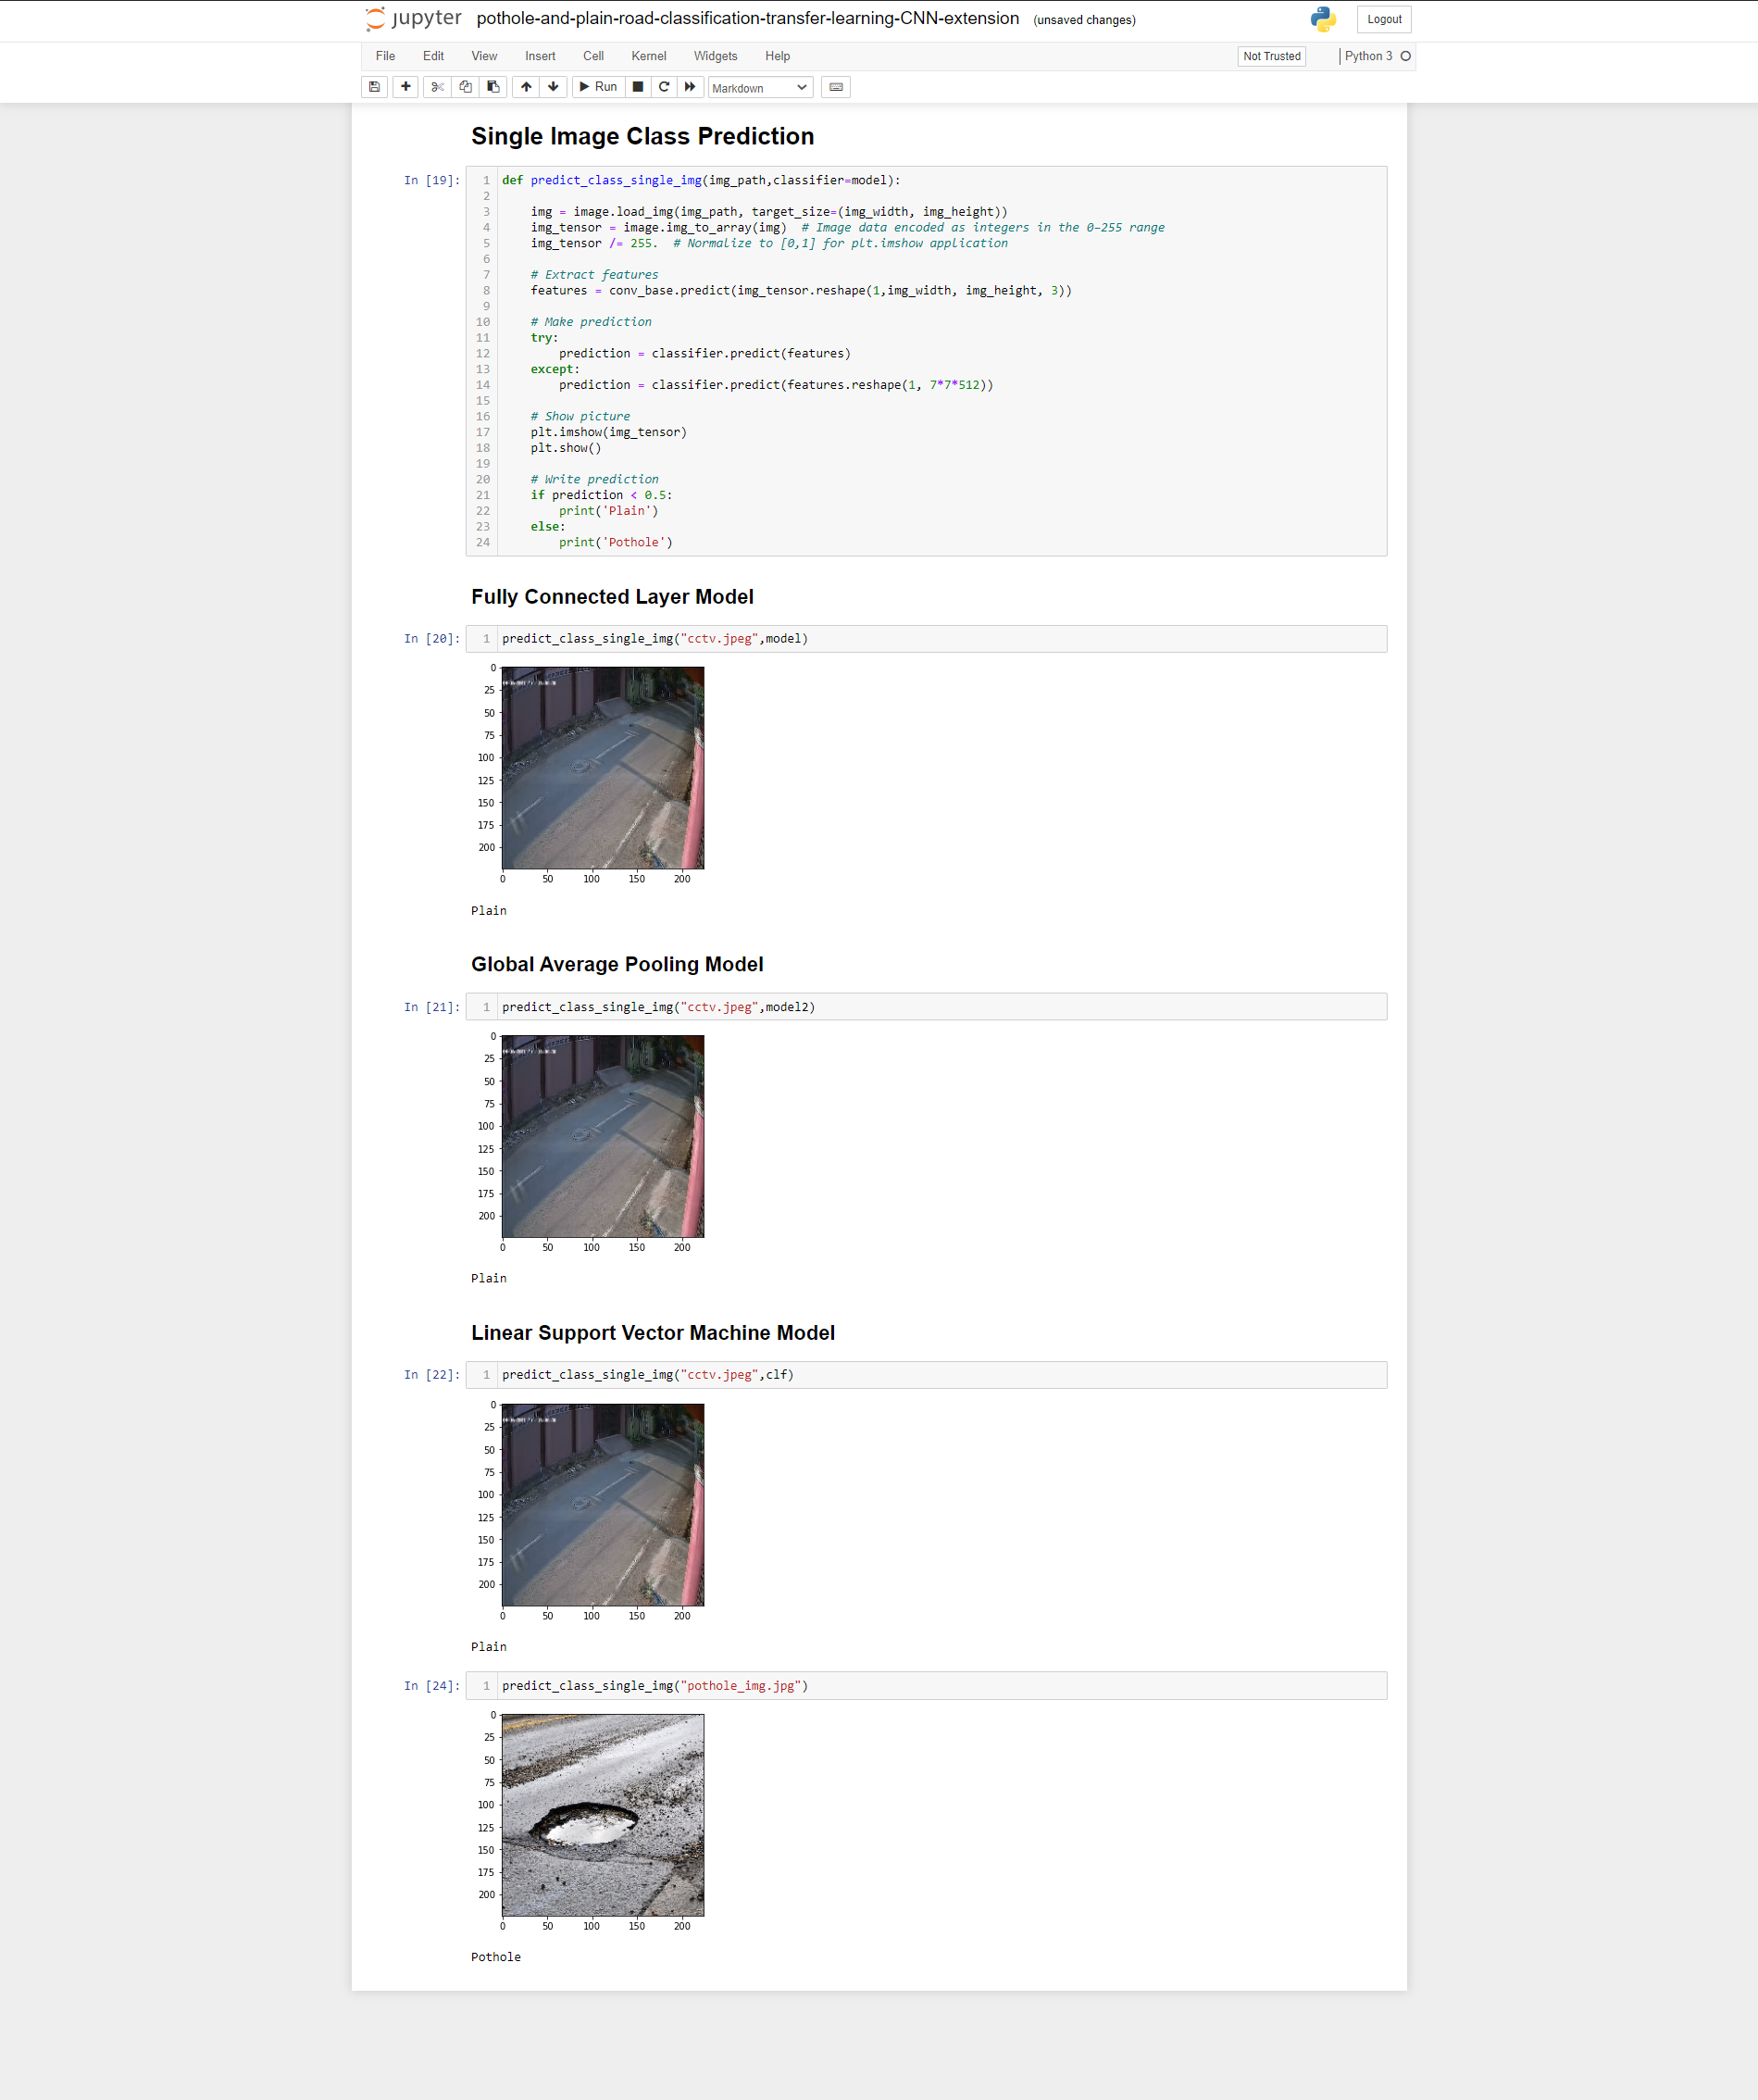 jupyter pothole-and-plain-road-classification-transfer-learning-CNN-extension (unsaved changes) Logout
File Edit View Insert Cell Kernel Widgets Help Not Trusted Python 3
Run Markdown
Single Image Class Prediction
In [19]:
1 def predict_class_single_img(img_path,classifier=model):
2
3 img = image.load_img(img_path, target_size=(img_width, img_height))
4 img_tensor = image.img_to_array(img) # Image data encoded as integers in the 0–255 range
5 img_tensor /= 255. # Normalize to [0,1] for plt.imshow application
6
7 # Extract features
8 features = conv_base.predict(img_tensor.reshape(1,img_width, img_height, 3))
9
10 # Make prediction
11 try:
12 prediction = classifier.predict(features)
13 except:
14 prediction = classifier.predict(features.reshape(1, 7*7*512))
15
16 # Show picture
17 plt.imshow(img_tensor)
18 plt.show()
19
20 # Write prediction
21 if prediction < 0.5:
22 print('Plain')
23 else:
24 print('Pothole')
Fully Connected Layer Model
In [20]: 1 predict_class_single_img("cctv.jpeg",model)
0
25
50
75
100
125
150
175
200
0 50 100 150 200
Plain
Global Average Pooling Model
In [21]: 1 predict_class_single_img("cctv.jpeg",model2)
0
25
50
75
100
125
150
175
200
0 50 100 150 200
Plain
Linear Support Vector Machine Model
In [22]: 1 predict_class_single_img("cctv.jpeg",clf)
0
25
50
75
100
125
150
175
200
0 50 100 150 200
Plain
In [24]: 1 predict_class_single_img("pothole_img.jpg")
0
25
50
75
100
125
150
175
200
0 50 100 150 200
Pothole